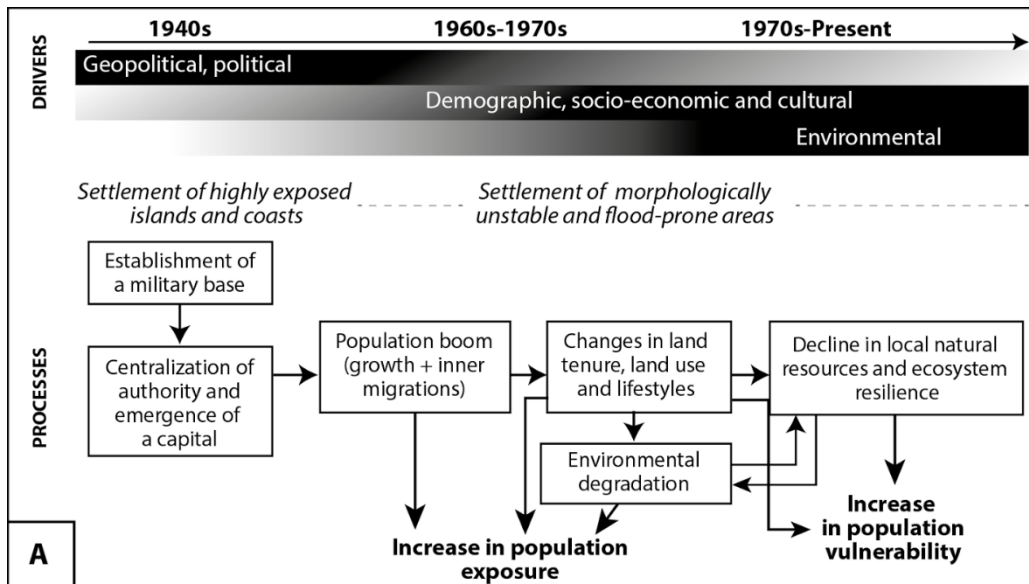 1940s
1960s-1970s
1970s-Present
DRIVERS
Geopolitical, political
Demographic, socio-economic and cultural
Environmental
Settlement of highly exposed
islands and coasts
Settlement of morphologically
unstable and flood-prone areas
PROCESSES
Establishment of
a military base
Centralization of
authority and
emergence of
a capital
Population boom
(growth + inner
migrations)
Changes in land
tenure, land use
and lifestyles
Decline in local natural
resources and ecosystem
resilience
Environmental
degradation
Increase in population
exposure
Increase
in population
vulnerability
A